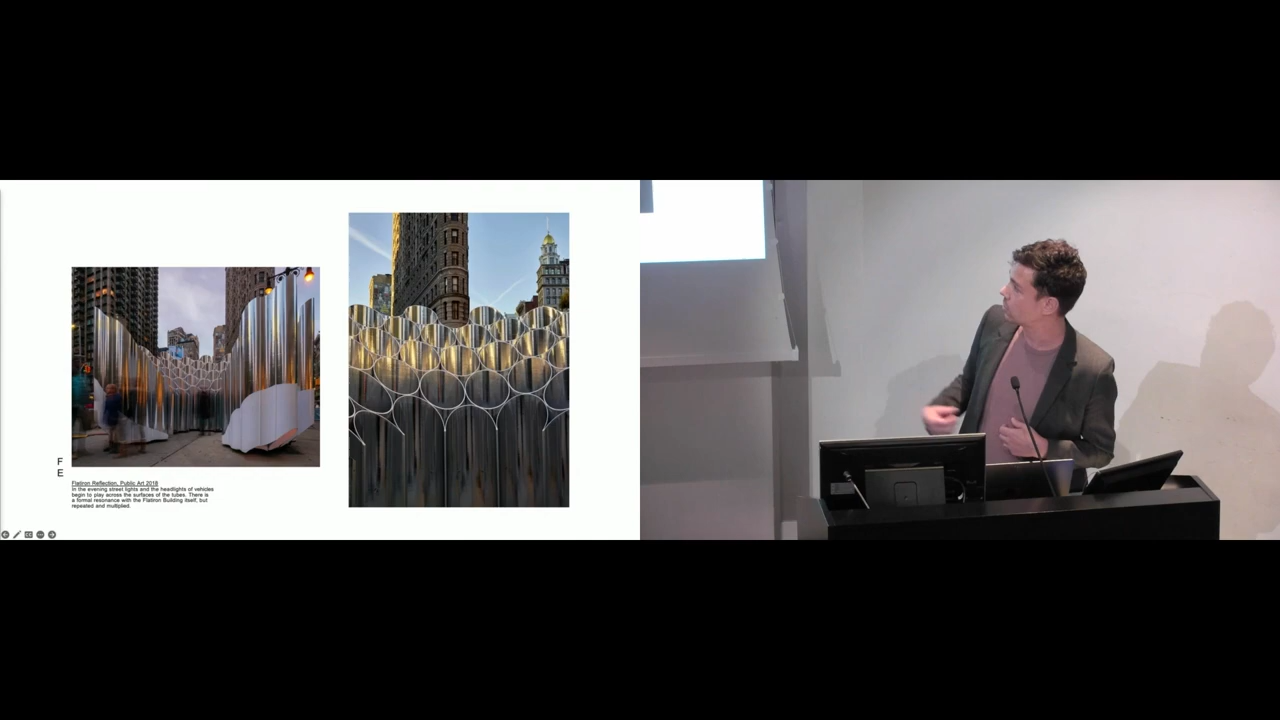 F
E
Flatiron Reflection, Public Art 2018
In the evening street lights and the headlights of vehicles
begin to play across the surfaces of the tubes. There is
a formal resonance with the Flatiron Building itself, but
repeated and multiplied.